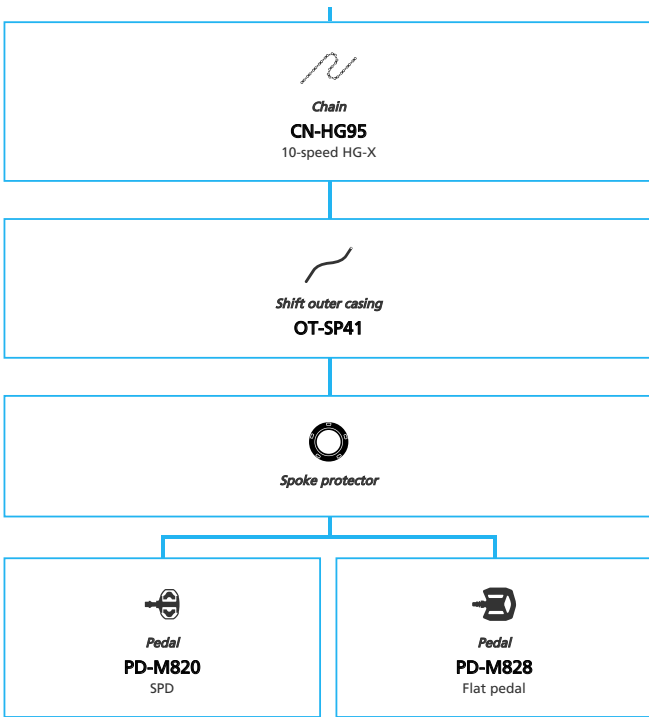 Chain
CN-HG95
10-speed HG-X
Shift outer casing
OT-SP41
Spoke protector
Pedal
PD-M820
SPD
Pedal
PD-M828
Flat pedal